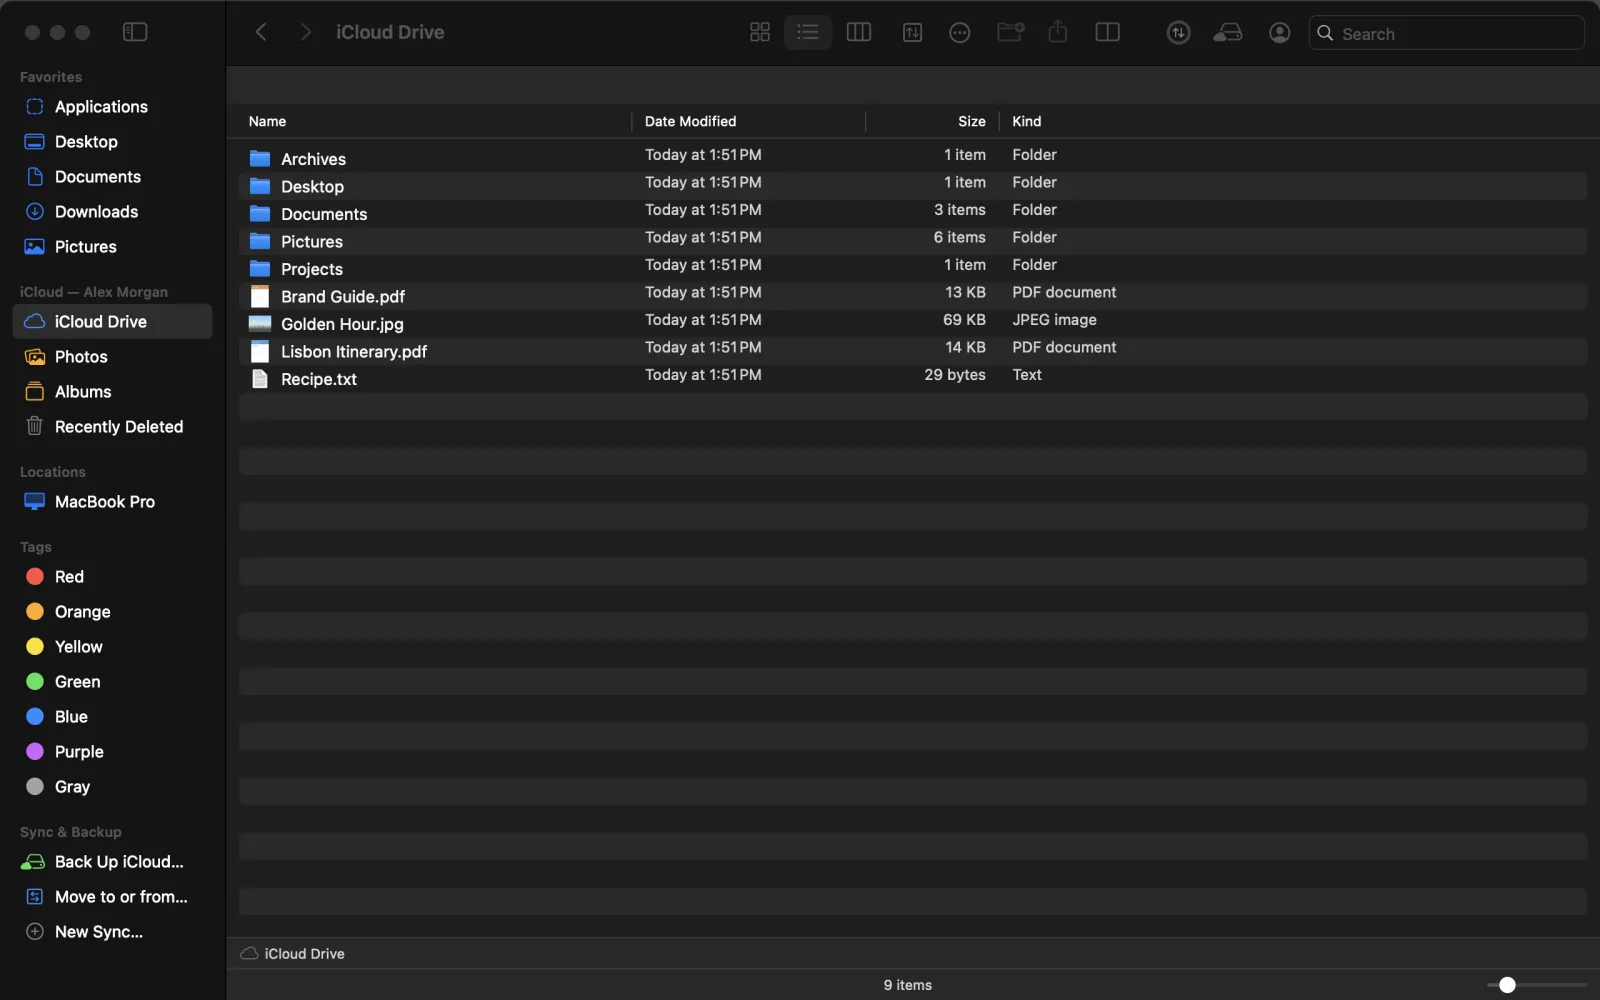 iCloud Drive
Search
Favorites
Applications
Desktop
Documents
Downloads
Pictures
iCloud — Alex Morgan
iCloud Drive
Photos
Albums
Recently Deleted
Locations
MacBook Pro
Tags
Red
Orange
Yellow
Green
Blue
Purple
Gray
Sync & Backup
Back Up iCloud...
Move to or from...
New Sync...
Name Date Modified Size Kind
Archives Today at 1:51 PM 1 item Folder
Desktop Today at 1:51 PM 1 item Folder
Documents Today at 1:51 PM 3 items Folder
Pictures Today at 1:51 PM 6 items Folder
Projects Today at 1:51 PM 1 item Folder
Brand Guide.pdf Today at 1:51 PM 13 KB PDF document
Golden Hour.jpg Today at 1:51 PM 69 KB JPEG image
Lisbon Itinerary.pdf Today at 1:51 PM 14 KB PDF document
Recipe.txt Today at 1:51 PM 29 bytes Text
iCloud Drive
9 items